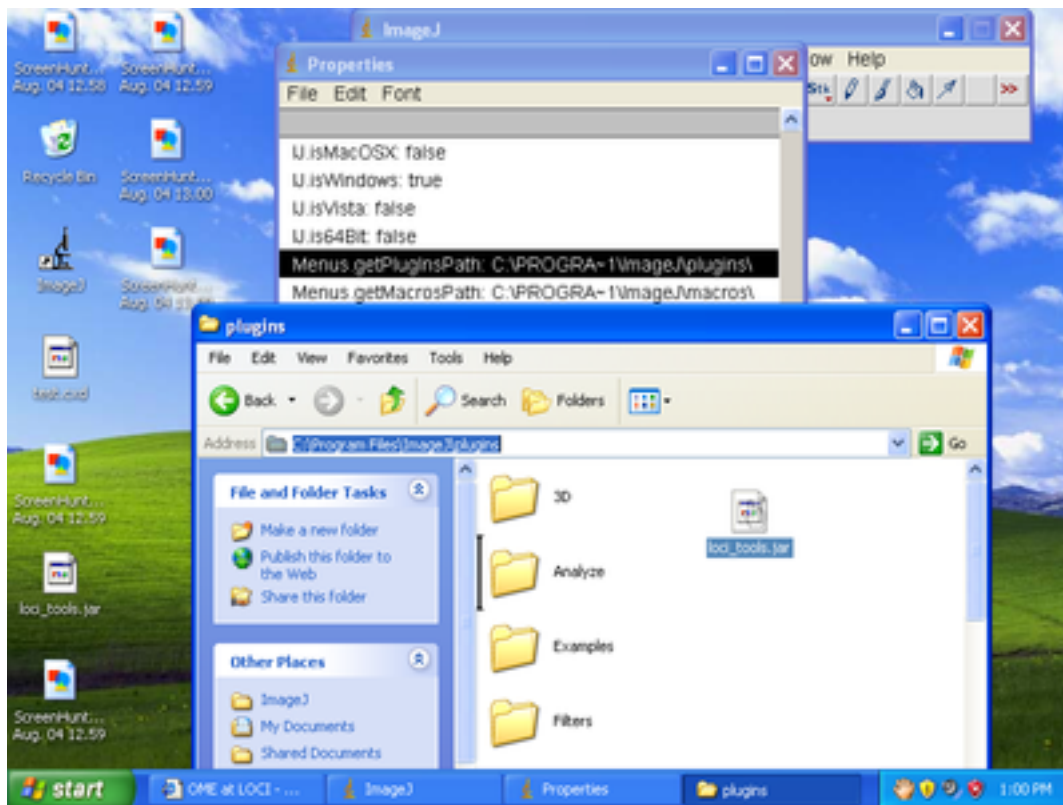 ImageJ
Properties
ow Help
File Edit Font
Stk
>>
IJ.isMacOSX: false
IJ.isWindows: true
IJ.isVista: false
IJ.is64Bit: false
Menus.getPlugInsPath: C:\PROGRA~1\ImageJ\plugins\
Menus.getMacrosPath: C:\PROGRA~1\ImageJ\macros\
ScreenHunt...
Aug. 04 12.58
ScreenHunt...
Aug. 04 12.59
Recycle Bin
ScreenHunt...
Aug. 04 13.00
ImageJ
ScreenHunt...
test.cxd
ScreenHunt...
Aug. 04 12.59
loci_tools.jar
ScreenHunt...
Aug. 04 12.59
plugins
File Edit View Favorites Tools Help
Back Search Folders
Address C:\Program Files\ImageJ\plugins Go
File and Folder Tasks
Make a new folder
Publish this folder to
the Web
Share this folder
Other Places
ImageJ
My Documents
Shared Documents
3D
loci_tools.jar
Analyze
Examples
Filters
start
OME at LOCI - ...
ImageJ
Properties
plugins
1:00 PM